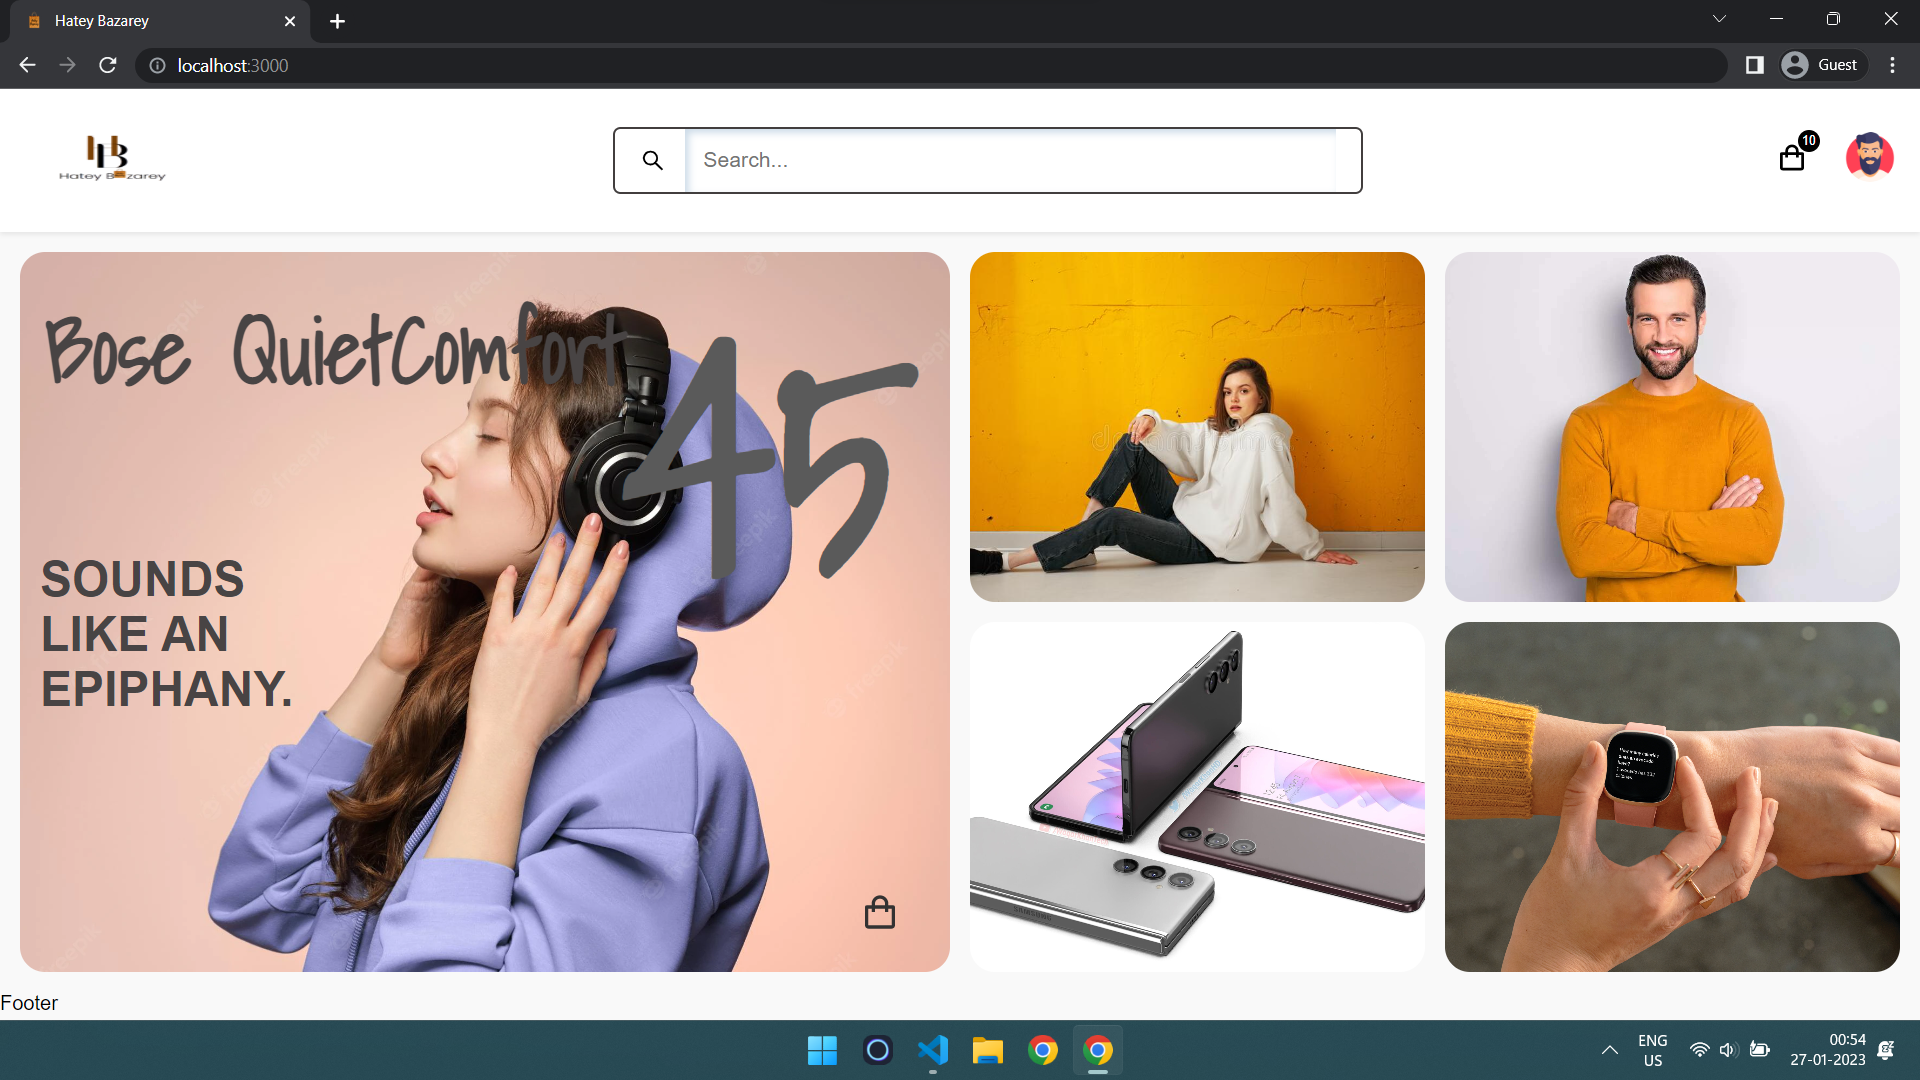 Hatey Bazarey
localhost:3000
Guest
Hatey Bazarey
Search...
10
Bose QuietComfort
45
SOUNDS
LIKE AN
EPIPHANY.
SAMSUNG
Footer
ENG
US
00:54
27-01-2023